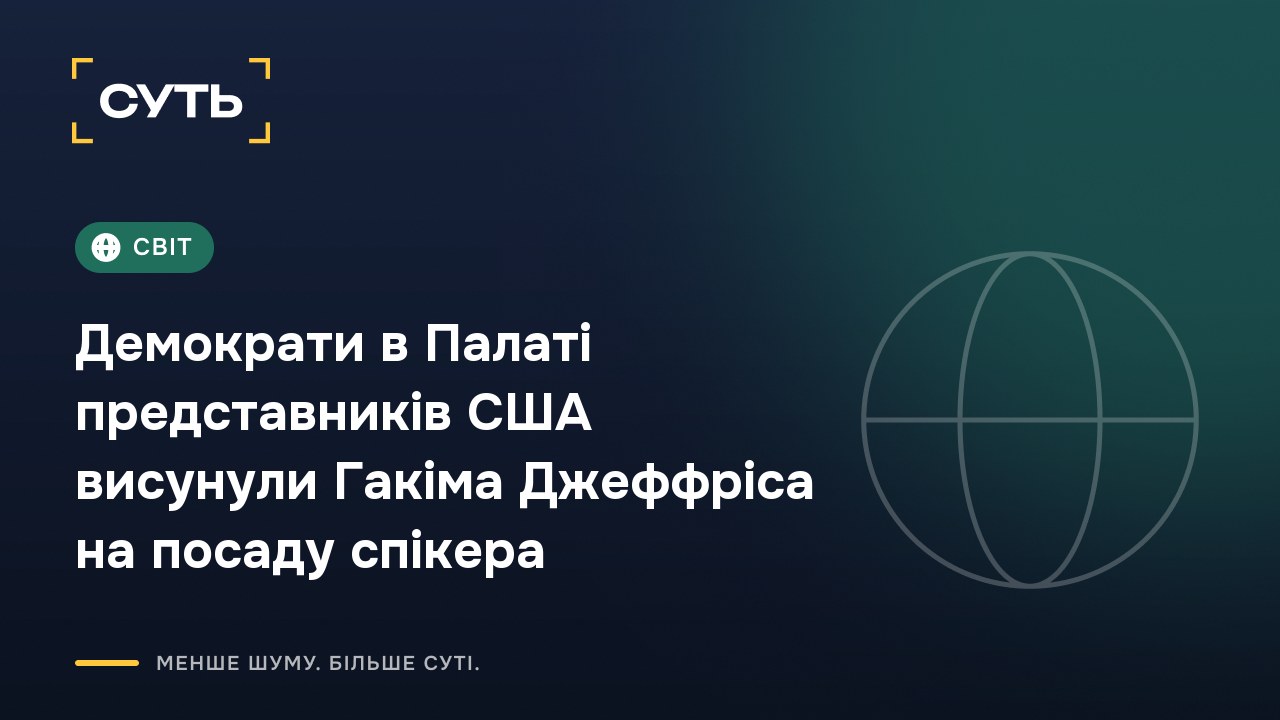 СУТЬ
СВІТ
Демократи в Палаті
представників США
висунули Гакіма Джеффріса
на посаду спікера
МЕНШЕ ШУМУ. БІЛЬШЕ СУТІ.